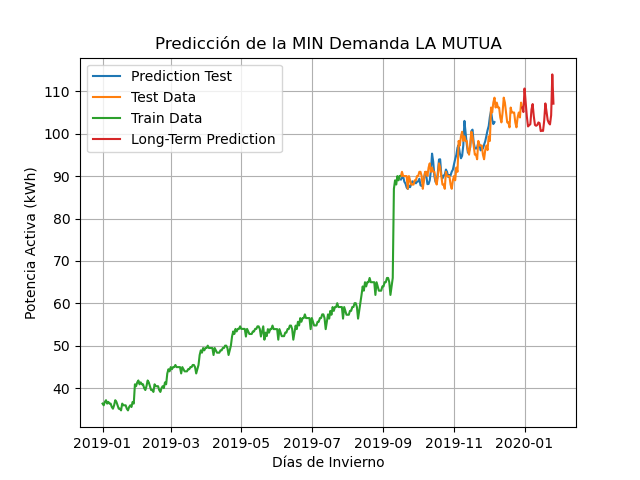 Predicción de la MIN Demanda LA MUTUA
Prediction Test
Test Data
Train Data
Long-Term Prediction
Potencia Activa (kWh)
110
100
90
80
70
60
50
40
2019-01 2019-03 2019-05 2019-07 2019-09 2019-11 2020-01
Días de Invierno